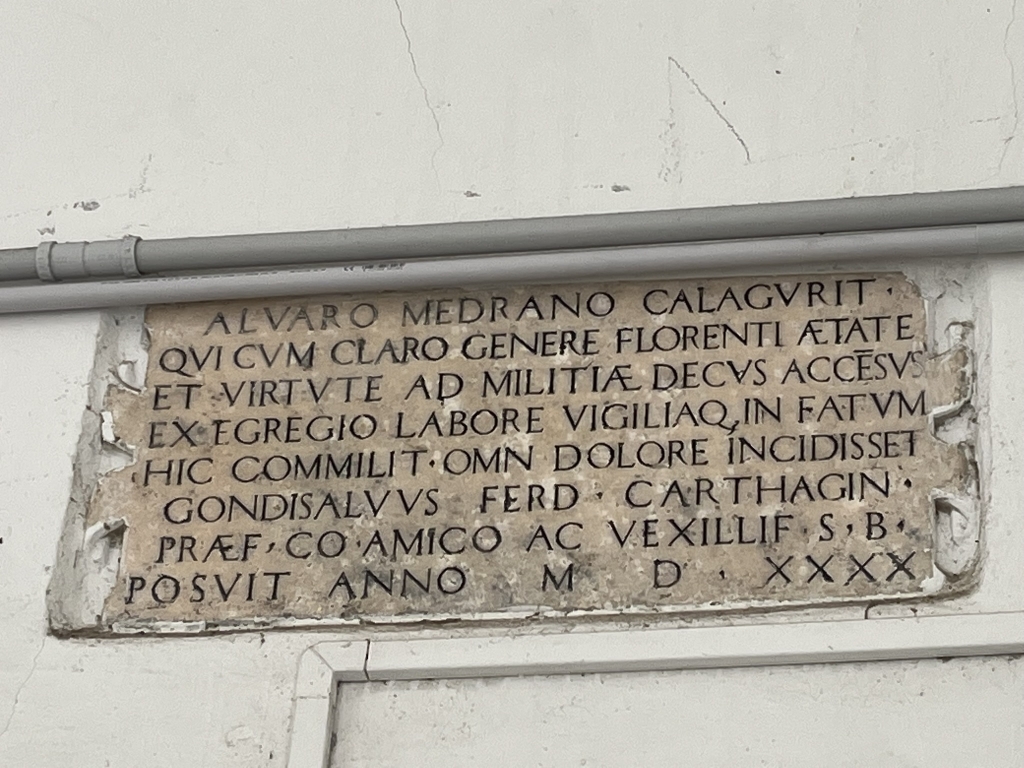 ALVARO MEDRANO CALAGVRIT ·
QVI CVM CLARO GENERE FLORENTI ÆTATE
ET VIRTVTE AD MILITIÆ DECVS ACCĒSVS
EX EGREGIO LABORE VIGILIAQ, IN FATVM
HIC COMMILIT · OMN DOLORE INCIDISSET
GONDISALVVS FERD · CARTHAGIN ·
PRÆF · CO · AMICO AC VEXILLIF · S · B ·
POSVIT ANNO M D · XXXX